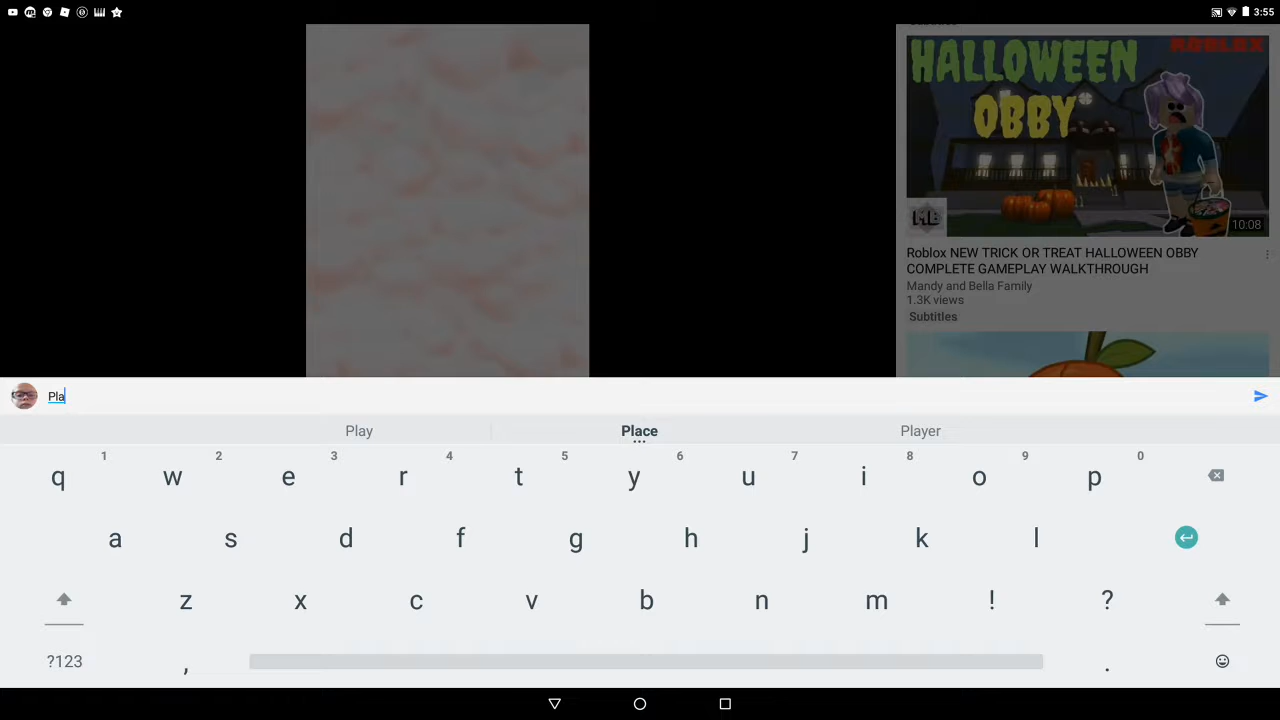 3:55
Subtitles
HALLOWEEN
ROBLOX
OBBY
MB
10:08
Roblox NEW TRICK OR TREAT HALLOWEEN OBBY
COMPLETE GAMEPLAY WALKTHROUGH
Mandy and Bella Family
1.3K views
Subtitles
Pla
Play Place Player
1 2 3 4 5 6 7 8 9 0
q w e r t y u i o p
a s d f g h j k l
z x c v b n m ! ?
?123 , .